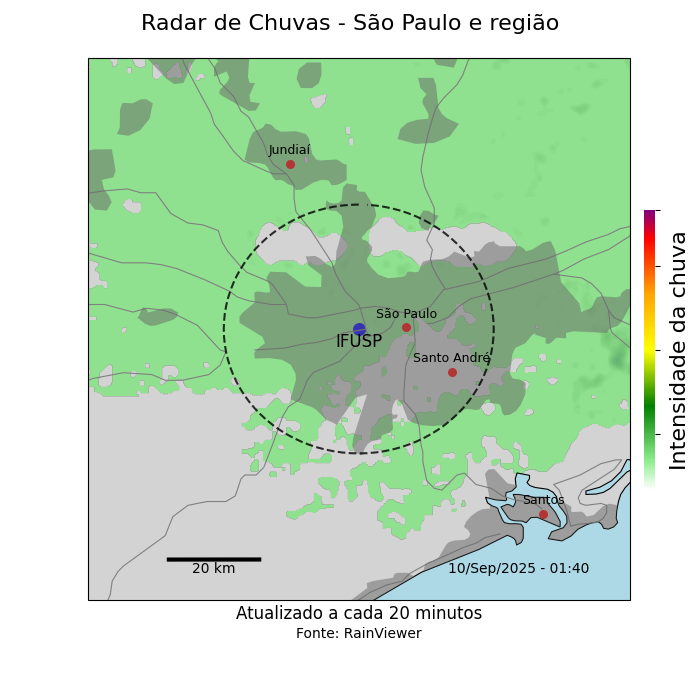 Radar de Chuvas - São Paulo e região
Jundiaí
São Paulo
IFUSP
Santo André
Intensidade da chuva
Santos
20 km
10/Sep/2025 - 01:40
Atualizado a cada 20 minutos
Fonte: RainViewer